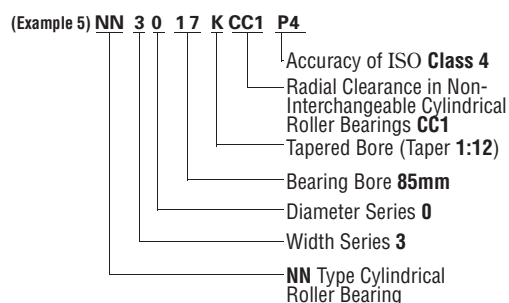 (Example 5) NN 3 0 17 K CC1 P4
Accuracy of ISO Class 4
Radial Clearance in Non-
Interchangeable Cylindrical
Roller Bearings CC1
Tapered Bore (Taper 1:12)
Bearing Bore 85mm
Diameter Series 0
Width Series 3
NN Type Cylindrical
Roller Bearing